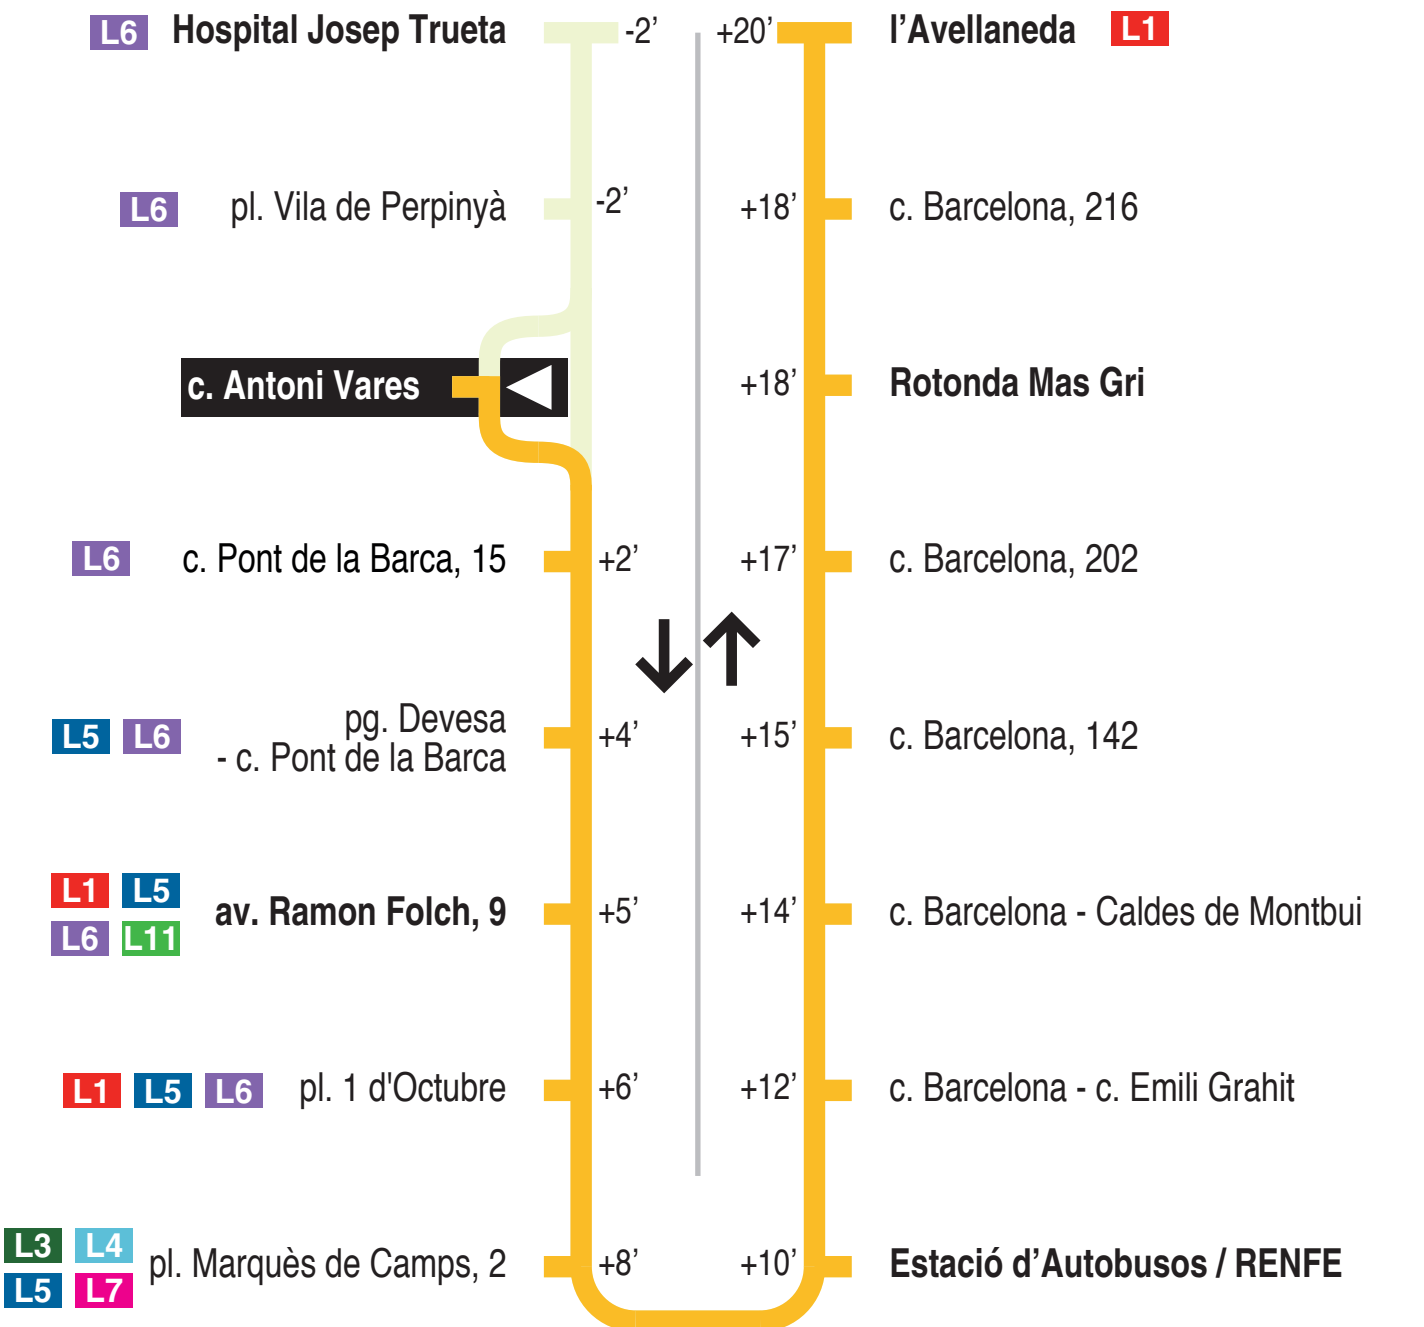 L6 Hospital Josep Trueta -2’
L6 pl. Vila de Perpinyà -2’
c. Antoni Vares
L6 c. Pont de la Barca, 15 +2’
L5 L6 pg. Devesa
- c. Pont de la Barca +4’
L1 L5
L6 L11 av. Ramon Folch, 9 +5’
L1 L5 L6 pl. 1 d'Octubre +6’
L3 L4
L5 L7 pl. Marquès de Camps, 2 +8’
+20’ l’Avellaneda L1
+18’ c. Barcelona, 216
+18’ Rotonda Mas Gri
+17’ c. Barcelona, 202
+15’ c. Barcelona, 142
+14’ c. Barcelona - Caldes de Montbui
+12’ c. Barcelona - c. Emili Grahit
+10’ Estació d’Autobusos / RENFE